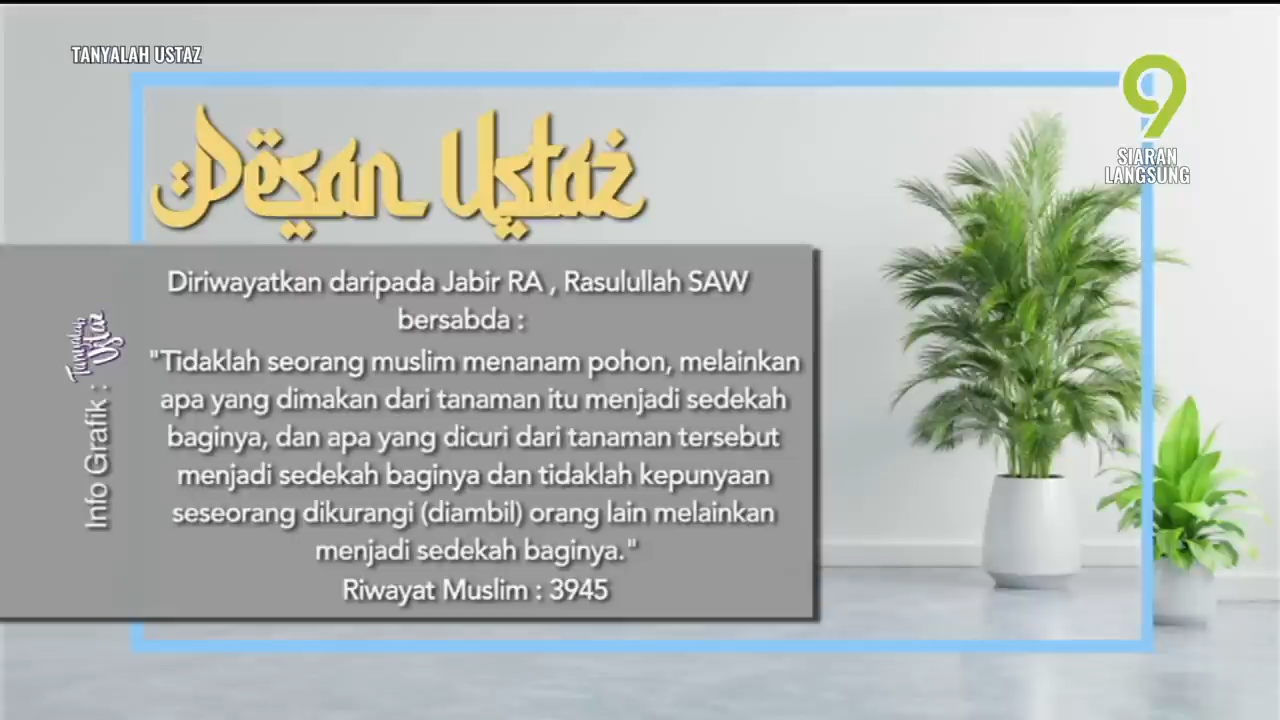 TANYALAH USTAZ
9
SIARAN
LANGSUNG
Pesan Ustaz
Diriwayatkan daripada Jabir RA , Rasulullah SAW
bersabda :
"Tidaklah seorang muslim menanam pohon, melainkan
apa yang dimakan dari tanaman itu menjadi sedekah
baginya, dan apa yang dicuri dari tanaman tersebut
menjadi sedekah baginya dan tidaklah kepunyaan
seseorang dikurangi (diambil) orang lain melainkan
menjadi sedekah baginya."
Riwayat Muslim : 3945
Info Grafik : Tanyalah Ustaz